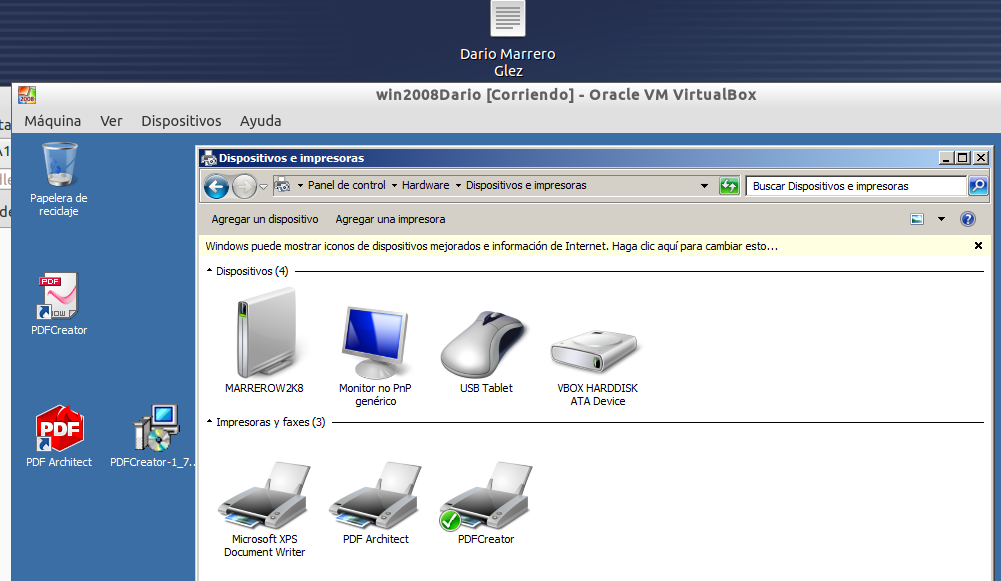 Dario Marrero
Glez
win2008Dario [Corriendo] - Oracle VM VirtualBox
Máquina Ver Dispositivos Ayuda
Papelera de
reciclaje
PDFCreator
PDF Architect
PDFCreator-1_7...
Dispositivos e impresoras
Panel de control Hardware Dispositivos e impresoras
Buscar Dispositivos e impresoras
Agregar un dispositivo Agregar una impresora
Windows puede mostrar iconos de dispositivos mejorados e información de Internet. Haga clic aquí para cambiar esto...
Dispositivos (4)
MARREROW2K8
Monitor no PnP
genérico
USB Tablet
VBOX HARDDISK
ATA Device
Impresoras y faxes (3)
Microsoft XPS
Document Writer
PDF Architect
PDFCreator